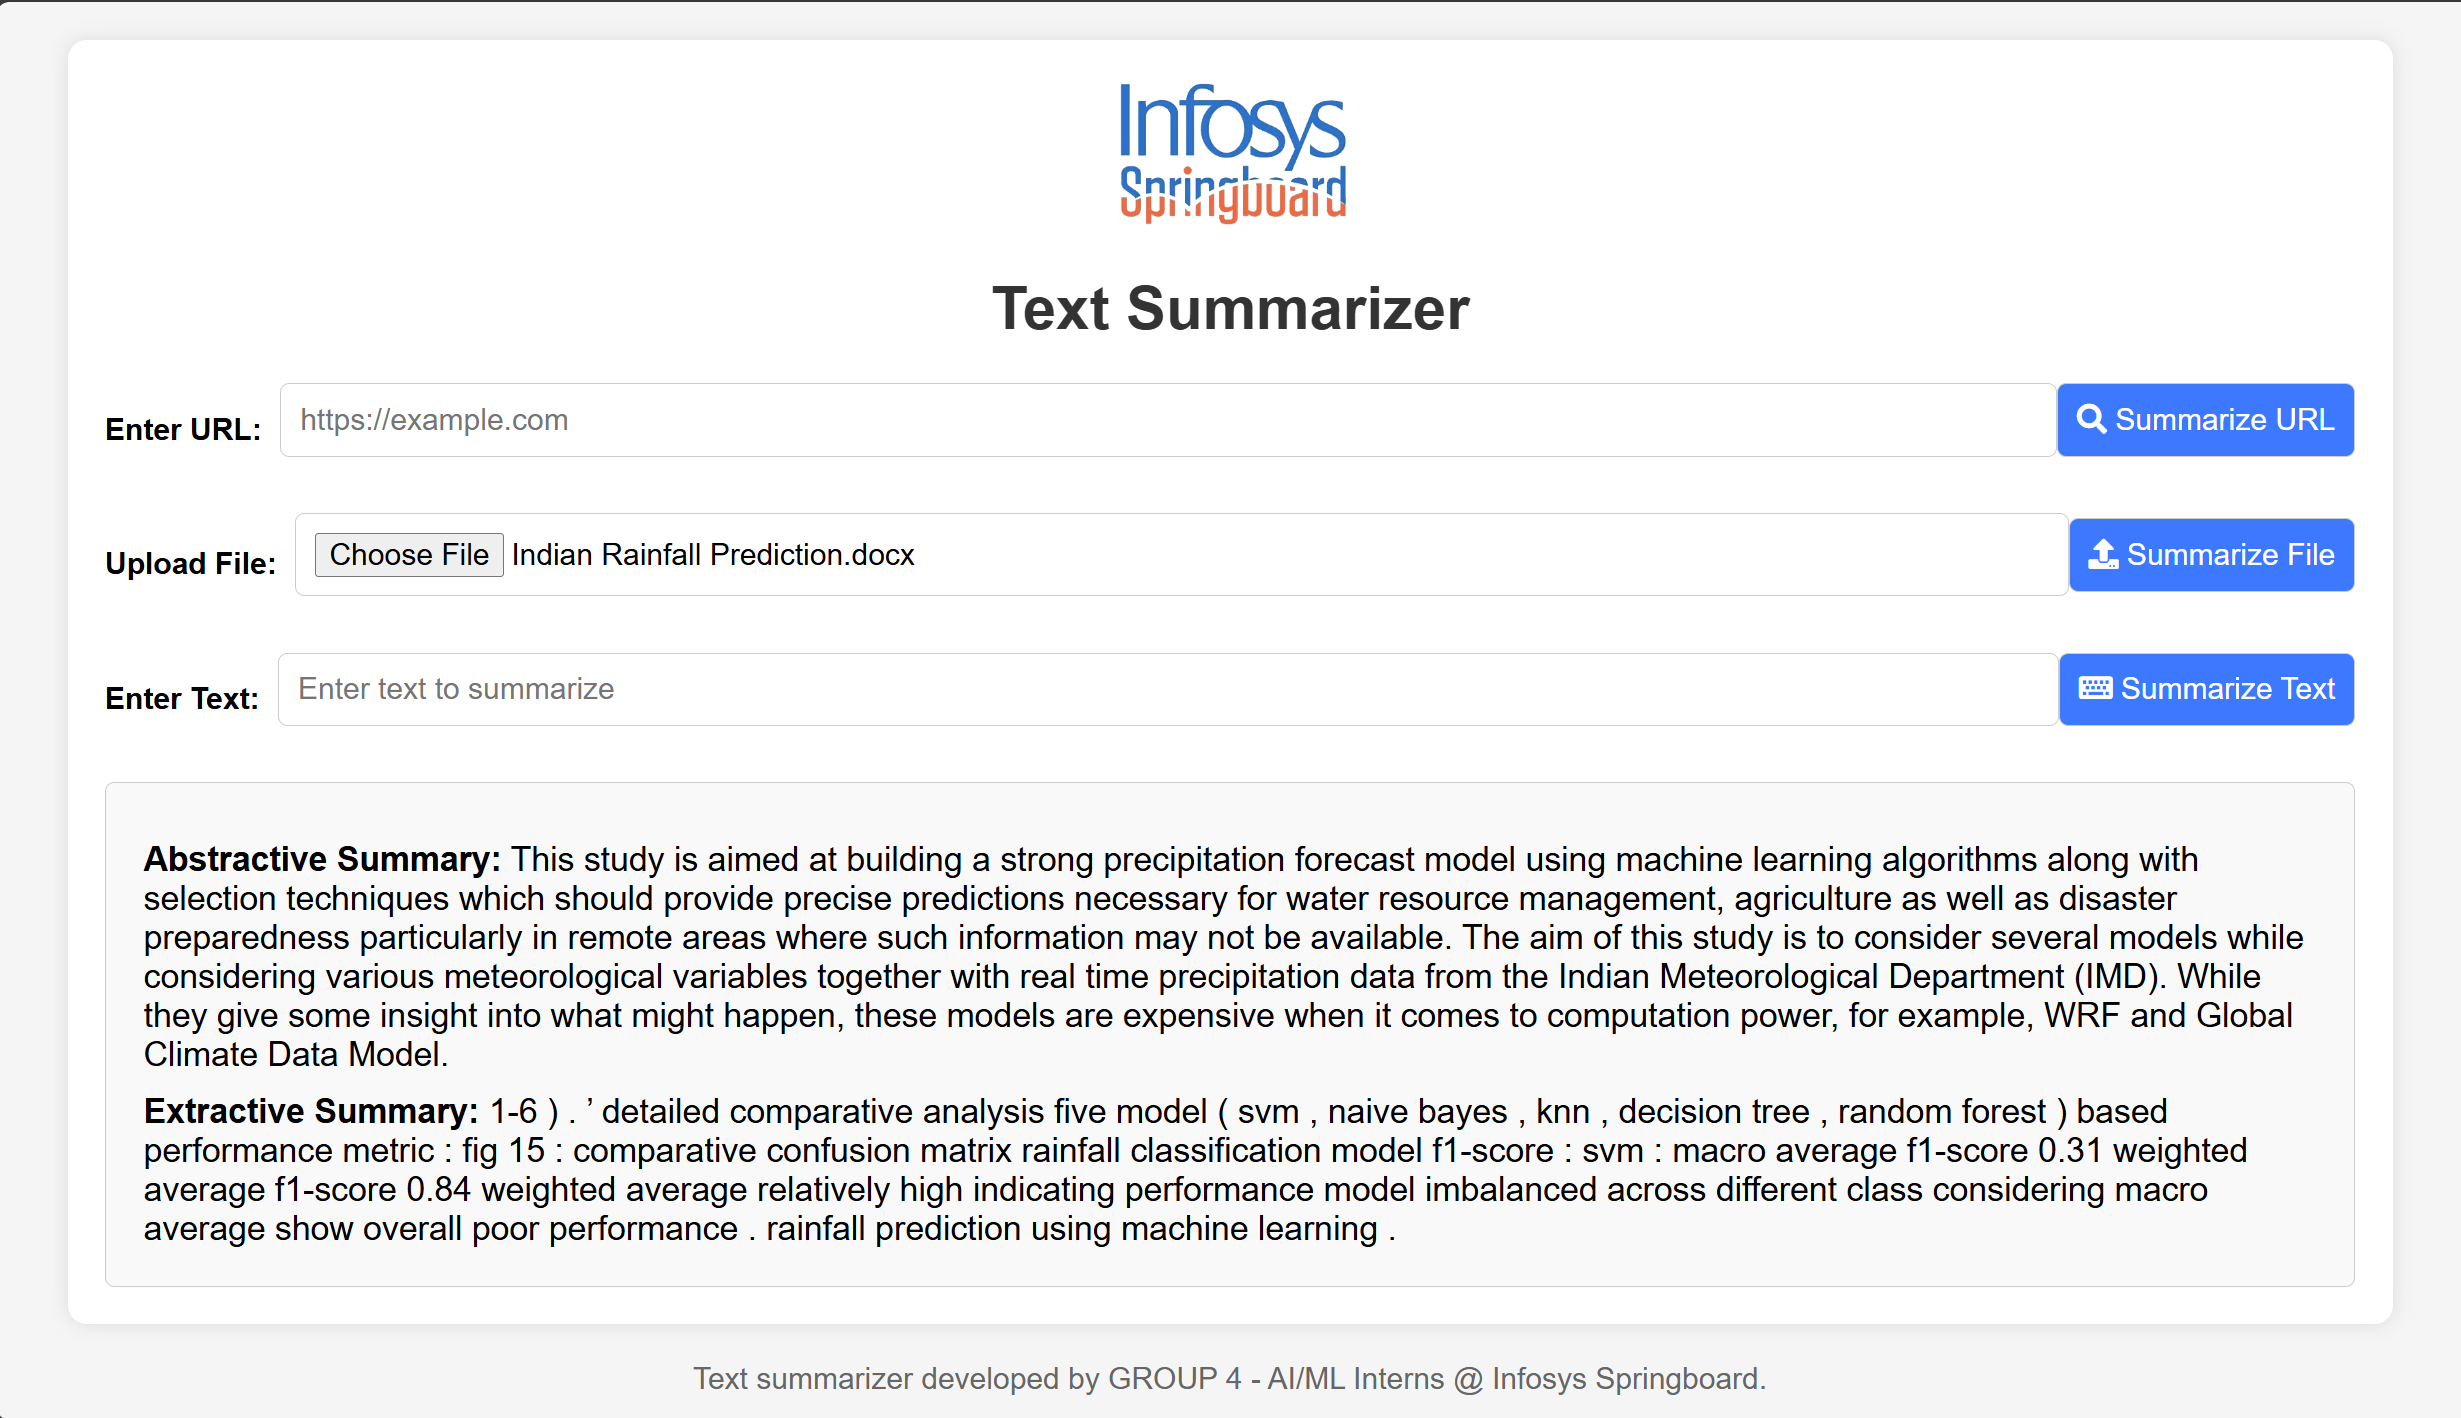 Infosys
Springboard
Text Summarizer
Enter URL: https://example.com Summarize URL
Upload File: Choose File Indian Rainfall Prediction.docx Summarize File
Enter Text: Enter text to summarize Summarize Text
Abstractive Summary: This study is aimed at building a strong precipitation forecast model using machine learning algorithms along with
selection techniques which should provide precise predictions necessary for water resource management, agriculture as well as disaster
preparedness particularly in remote areas where such information may not be available. The aim of this study is to consider several models while
considering various meteorological variables together with real time precipitation data from the Indian Meteorological Department (IMD). While
they give some insight into what might happen, these models are expensive when it comes to computation power, for example, WRF and Global
Climate Data Model.
Extractive Summary: 1-6 ) . ’ detailed comparative analysis five model ( svm , naive bayes , knn , decision tree , random forest ) based
performance metric : fig 15 : comparative confusion matrix rainfall classification model f1-score : svm : macro average f1-score 0.31 weighted
average f1-score 0.84 weighted average relatively high indicating performance model imbalanced across different class considering macro
average show overall poor performance . rainfall prediction using machine learning .
Text summarizer developed by GROUP 4 - AI/ML Interns @ Infosys Springboard.